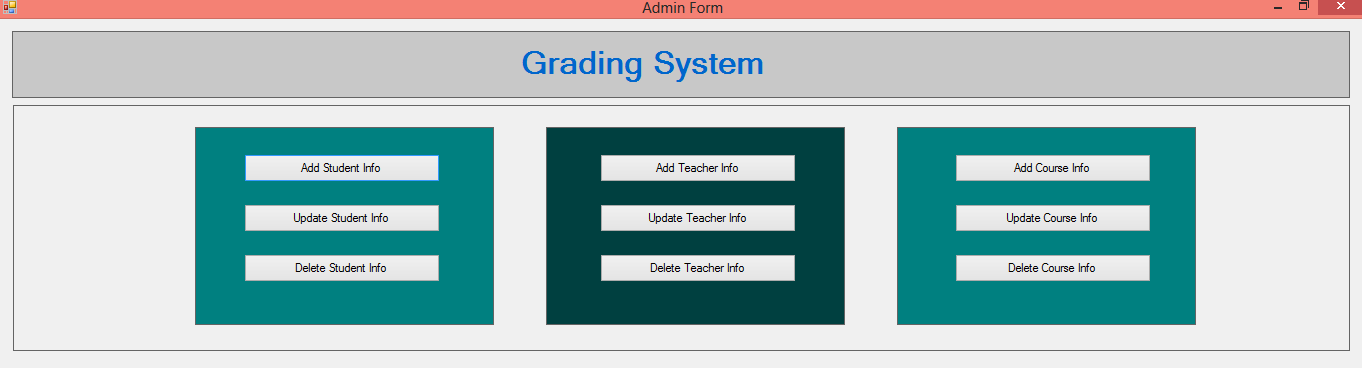 Admin Form
Grading System
Add Student Info
Update Student Info
Delete Student Info
Add Teacher Info
Update Teacher Info
Delete Teacher Info
Add Course Info
Update Course Info
Delete Course Info